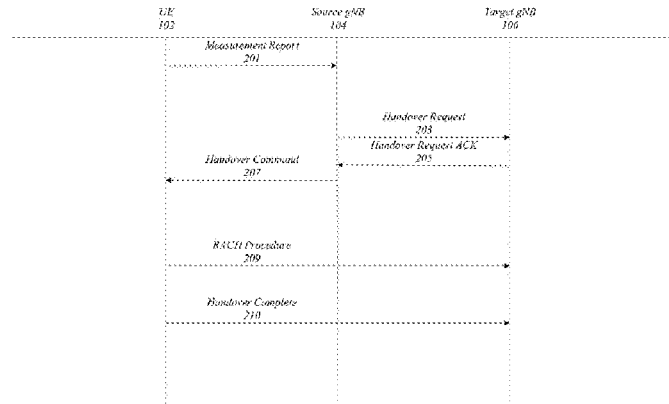 UE
102
Source gNB
104
Target gNB
106
Measurement Report
201
Handover Request
203
Handover Request ACK
205
Handover Command
207
RACH Procedure
209
Handover Complete
210